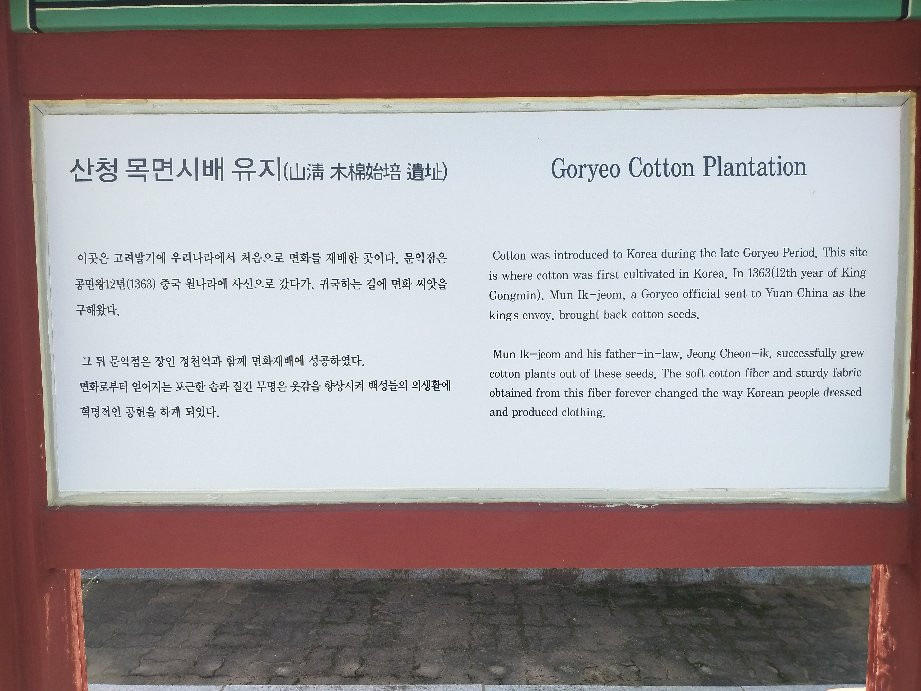 산청 목면시배 유지(山淸 木棉始培 遺址)
이곳은 고려말기에 우리나라에서 처음으로 면화를 재배한 곳이다. 문익점은
공민왕12년(1363) 중국 원나라에 사신으로 갔다가, 귀국하는 길에 면화 씨앗을
구해왔다.
그 뒤 문익점은 장인 정천익과 함께 면화재배에 성공하였다.
면화로부터 얻어지는 포근한 솜과 질긴 무명은 옷감을 향상시켜 백성들의 의생활에
혁명적인 공헌을 하게 되었다.
Goryeo Cotton Plantation
Cotton was introduced to Korea during the late Goryeo Period. This site
is where cotton was first cultivated in Korea. In 1363(12th year of King
Gongmin), Mun Ik-jeom, a Goryeo official sent to Yuan China as the
king's envoy, brought back cotton seeds.
Mun Ik-jeom and his father-in-law, Jeong Cheon-ik, successfully grew
cotton plants out of these seeds. The soft cotton fiber and sturdy fabric
obtained from this fiber forever changed the way Korean people dressed
and produced clothing.